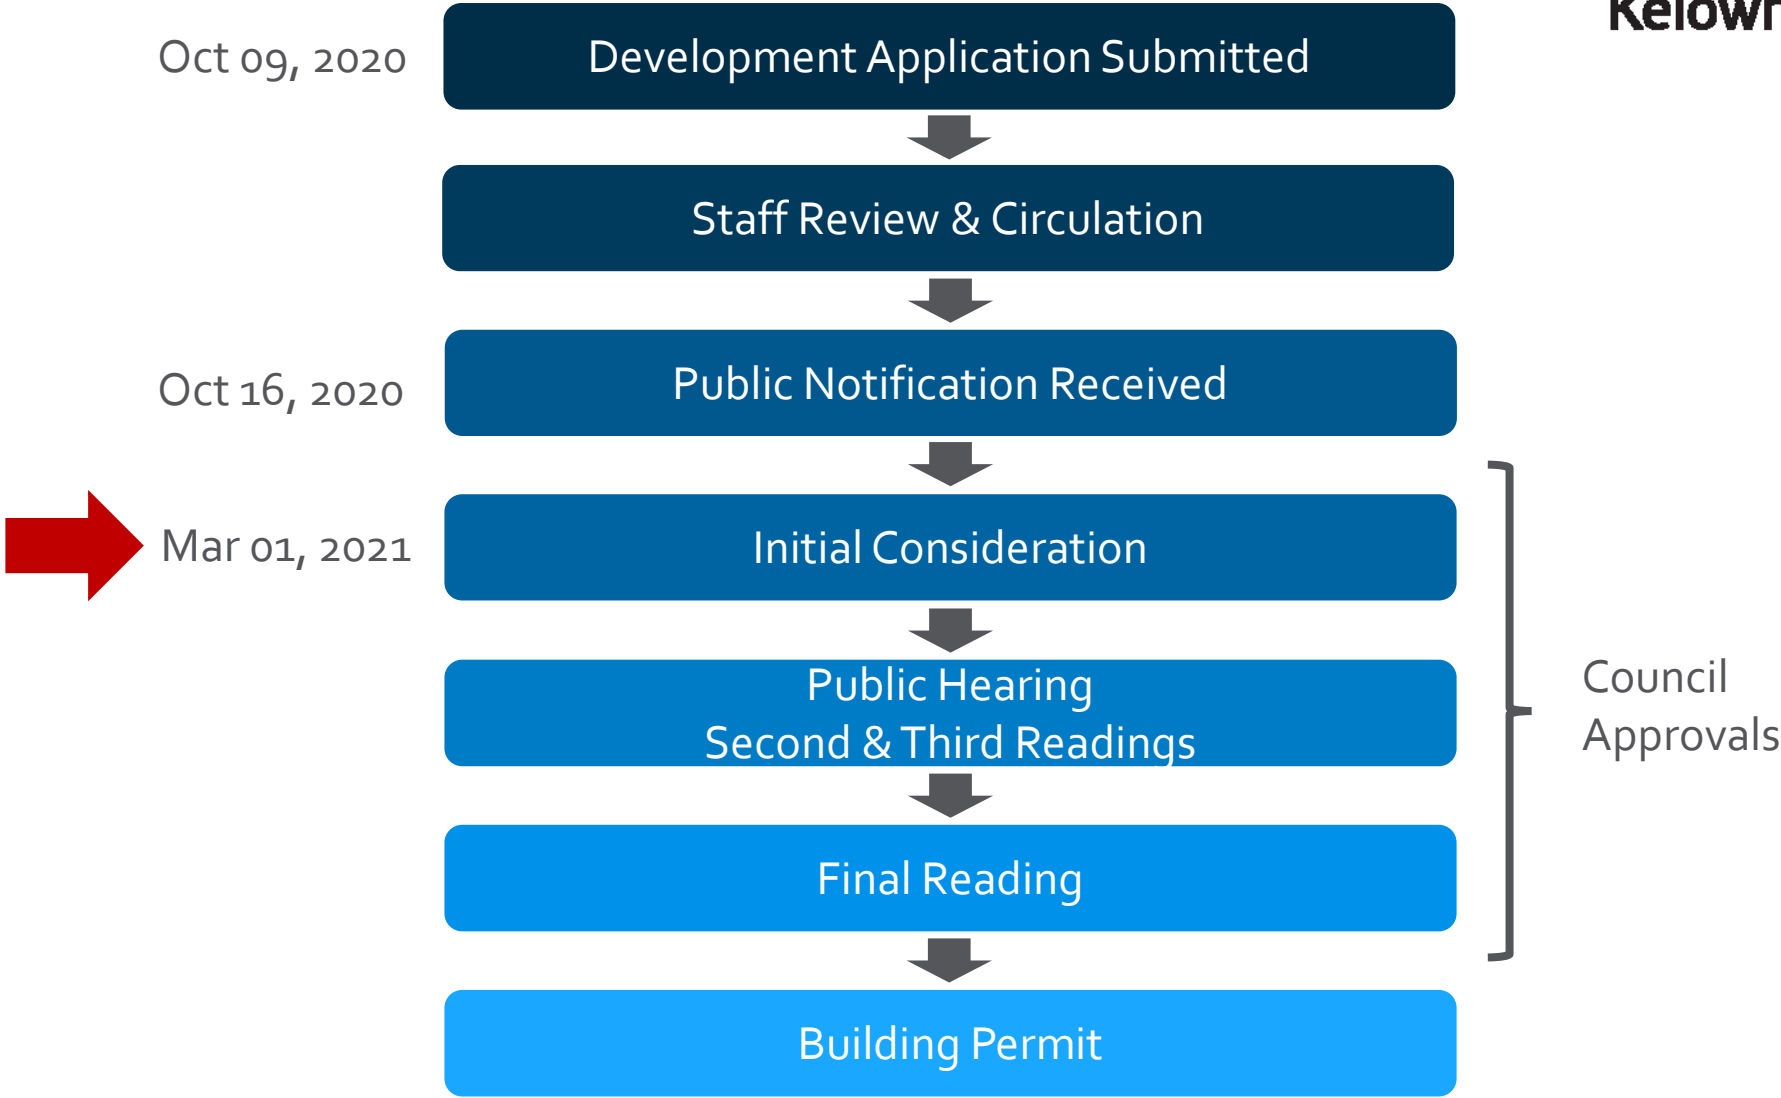 Oct 09, 2020
Development Application Submitted
Staff Review & Circulation
Oct 16, 2020
Public Notification Received
Mar 01, 2021
Initial Consideration
Public Hearing
Second & Third Readings
Council
Approvals
Final Reading
Building Permit